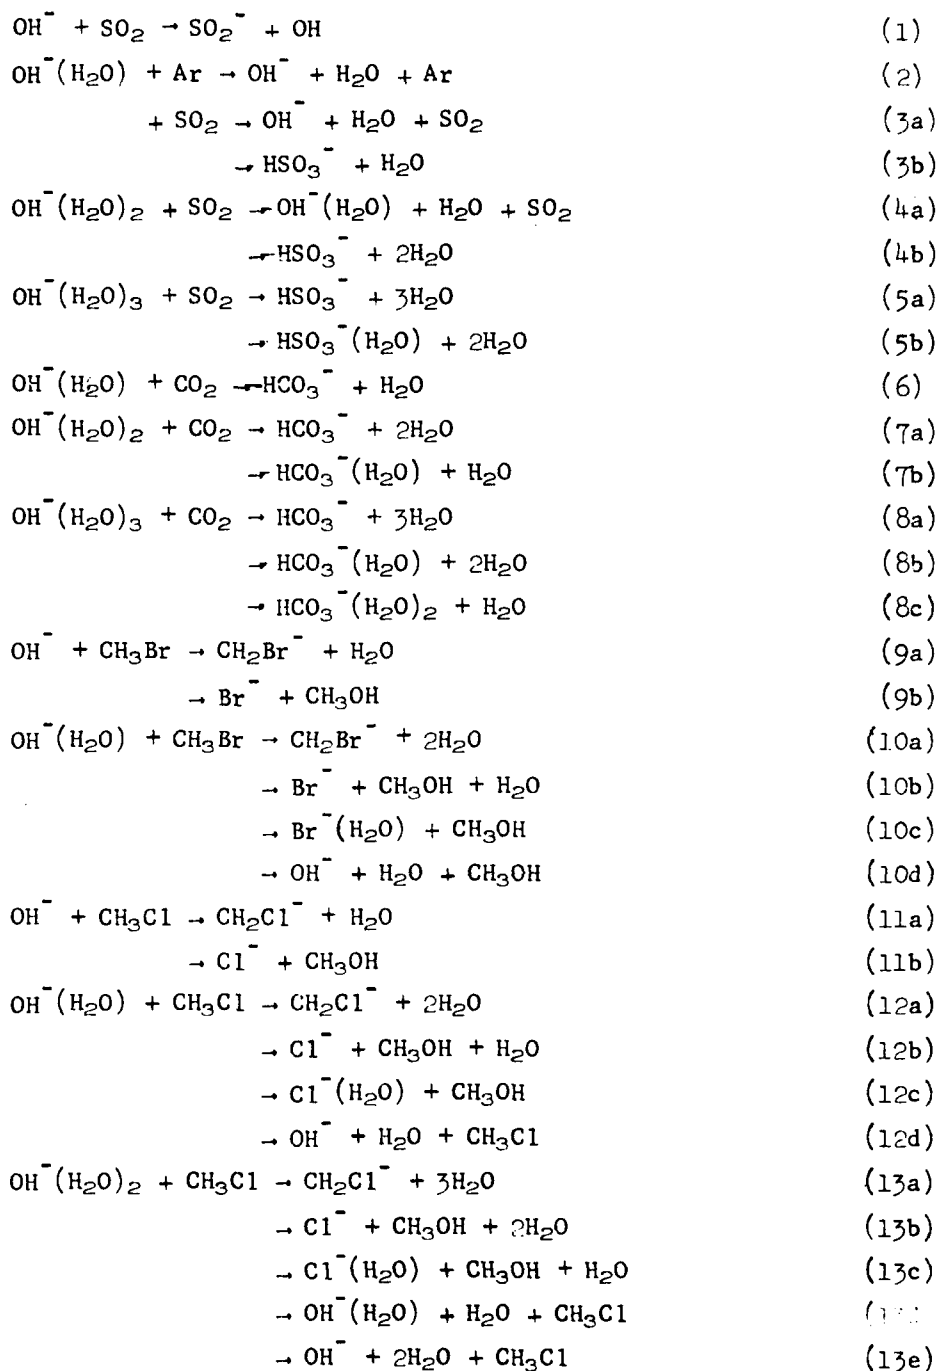 OH⁻ + SO₂ → SO₂⁻ + OH (1)
OH⁻(H₂O) + Ar → OH⁻ + H₂O + Ar (2)
+ SO₂ → OH⁻ + H₂O + SO₂ (3a)
→ HSO₃⁻ + H₂O (3b)
OH⁻(H₂O)₂ + SO₂ → OH⁻(H₂O) + H₂O + SO₂ (4a)
→ HSO₃⁻ + 2H₂O (4b)
OH⁻(H₂O)₃ + SO₂ → HSO₃⁻ + 3H₂O (5a)
→ HSO₃⁻(H₂O) + 2H₂O (5b)
OH⁻(H₂O) + CO₂ → HCO₃⁻ + H₂O (6)
OH⁻(H₂O)₂ + CO₂ → HCO₃⁻ + 2H₂O (7a)
→ HCO₃⁻(H₂O) + H₂O (7b)
OH⁻(H₂O)₃ + CO₂ → HCO₃⁻ + 3H₂O (8a)
→ HCO₃⁻(H₂O) + 2H₂O (8b)
→ HCO₃⁻(H₂O)₂ + H₂O (8c)
OH⁻ + CH₃Br → CH₂Br⁻ + H₂O (9a)
→ Br⁻ + CH₃OH (9b)
OH⁻(H₂O) + CH₃Br → CH₂Br⁻ + 2H₂O (10a)
→ Br⁻ + CH₃OH + H₂O (10b)
→ Br⁻(H₂O) + CH₃OH (10c)
→ OH⁻ + H₂O + CH₃OH (10d)
OH⁻ + CH₃Cl → CH₂Cl⁻ + H₂O (11a)
→ Cl⁻ + CH₃OH (11b)
OH⁻(H₂O) + CH₃Cl → CH₂Cl⁻ + 2H₂O (12a)
→ Cl⁻ + CH₃OH + H₂O (12b)
→ Cl⁻(H₂O) + CH₃OH (12c)
→ OH⁻ + H₂O + CH₃Cl (12d)
OH⁻(H₂O)₂ + CH₃Cl → CH₂Cl⁻ + 3H₂O (13a)
→ Cl⁻ + CH₃OH + 2H₂O (13b)
→ Cl⁻(H₂O) + CH₃OH + H₂O (13c)
→ OH⁻(H₂O) + H₂O + CH₃Cl
→ OH⁻ + 2H₂O + CH₃Cl (13e)